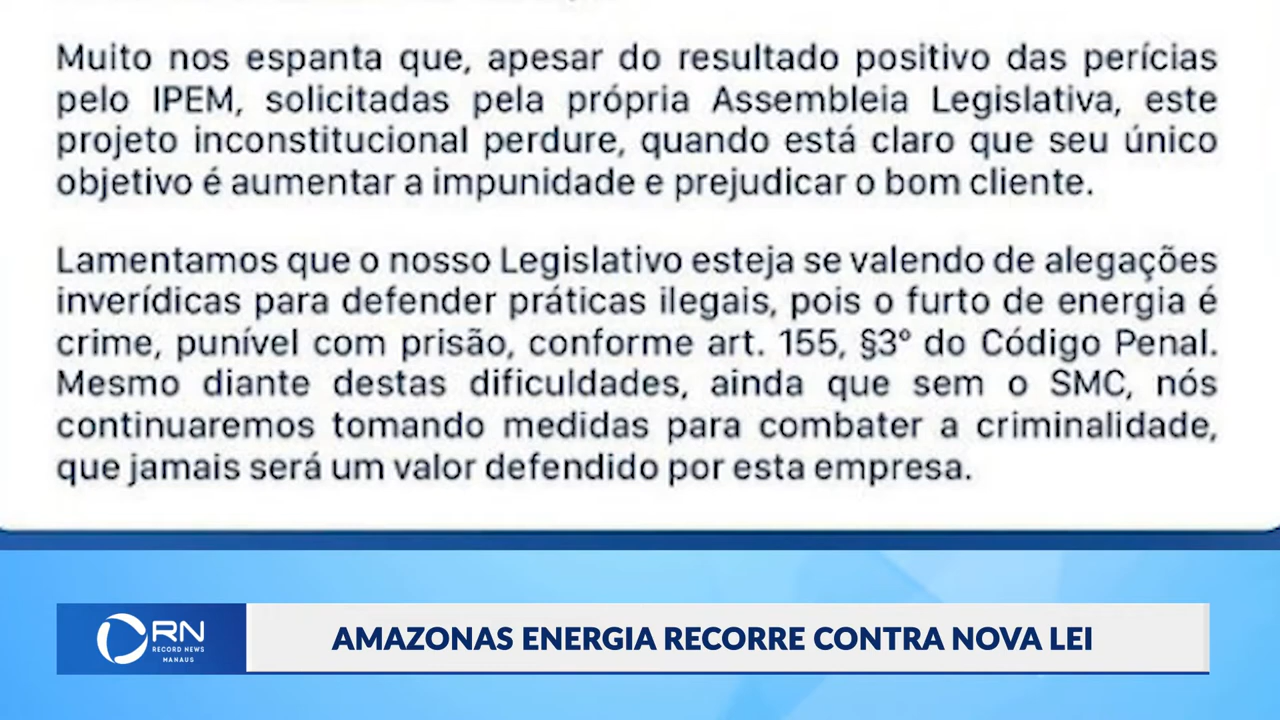 Muito nos espanta que, apesar do resultado positivo das perícias
pelo IPEM, solicitadas pela própria Assembleia Legislativa, este
projeto inconstitucional perdure, quando está claro que seu único
objetivo é aumentar a impunidade e prejudicar o bom cliente.
Lamentamos que o nosso Legislativo esteja se valendo de alegações
inverídicas para defender práticas ilegais, pois o furto de energia é
crime, punível com prisão, conforme art. 155, §3º do Código Penal.
Mesmo diante destas dificuldades, ainda que sem o SMC, nós
continuaremos tomando medidas para combater a criminalidade,
que jamais será um valor defendido por esta empresa.
RN
RECORD NEWS
MANAUS
AMAZONAS ENERGIA RECORRE CONTRA NOVA LEI